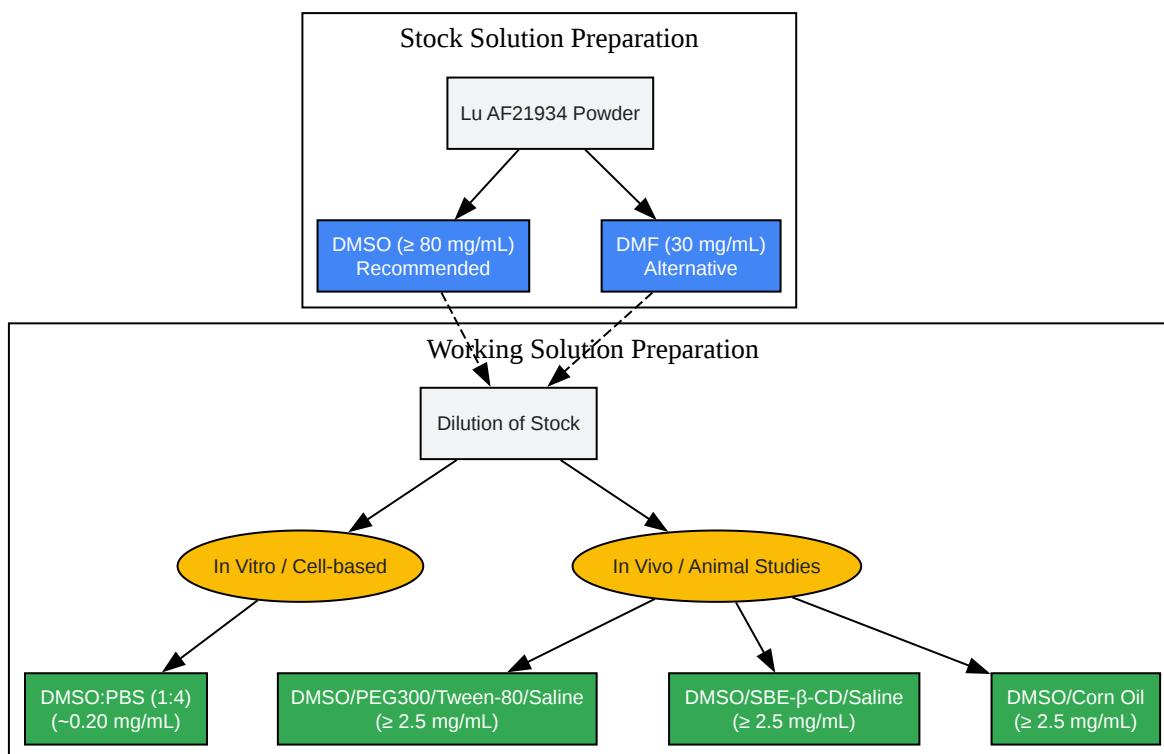 Stock Solution Preparation
Lu AF21934 Powder
DMSO (≥ 80 mg/mL)
Recommended
DMF (30 mg/mL)
Alternative
Working Solution Preparation
Dilution of Stock
In Vitro / Cell-based
In Vivo / Animal Studies
DMSO:PBS (1:4)
(~0.20 mg/mL)
DMSO/PEG300/Tween-80/Saline
(≥ 2.5 mg/mL)
DMSO/SBE-β-CD/Saline
(≥ 2.5 mg/mL)
DMSO/Corn Oil
(≥ 2.5 mg/mL)